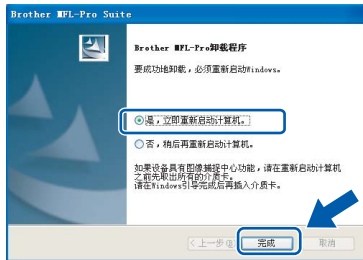 Brother MFL-Pro Suite
Brother MFL-Pro卸载程序
要成功地卸载，必须重新启动Windows。
是，立即重新启动计算机。
否，稍后再重新启动计算机。
如果设备具有图像捕捉中心功能，请在重新启动计算机
之前先取出所有的介质卡。
请在Windows引导完成后再插入介质卡。
<上一步(B) 完成 取消